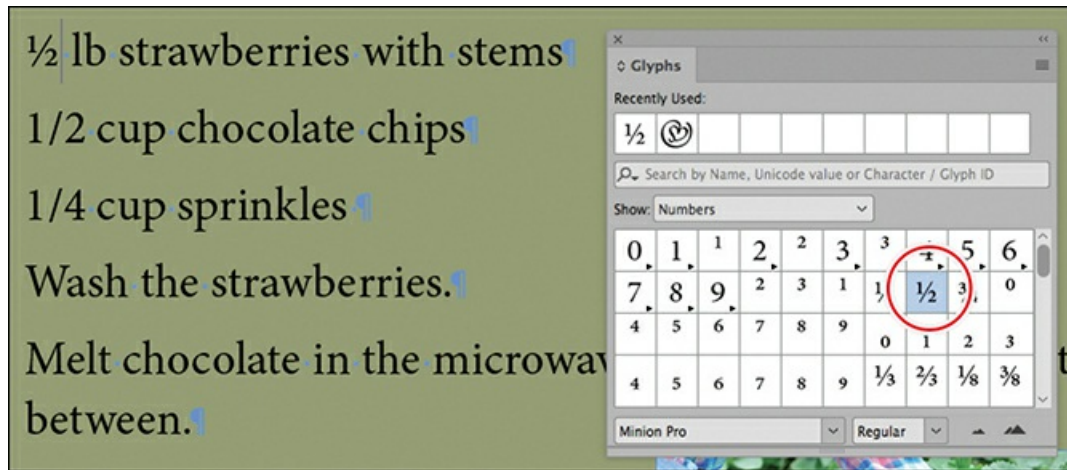 ½ lb strawberries with stems¶
1/2 cup chocolate chips¶
1/4 cup sprinkles ¶
Wash the strawberries.¶
Melt chocolate in the microwav t
between.¶
Glyphs
Recently Used:
½
Search by Name, Unicode value or Character / Glyph ID
Show: Numbers
0 1 ¹ 2 ² 3 ³ 5 6
7 8 9 ² ³ ¹ ½ ⁰
⁴ ⁵ ⁶ ⁷ ⁸ ⁹ ₀ ₁ ₂ ₃
₄ ₅ ₆ ₇ ₈ ₉ ⅓ ⅔ ⅛ ⅜
Minion Pro Regular